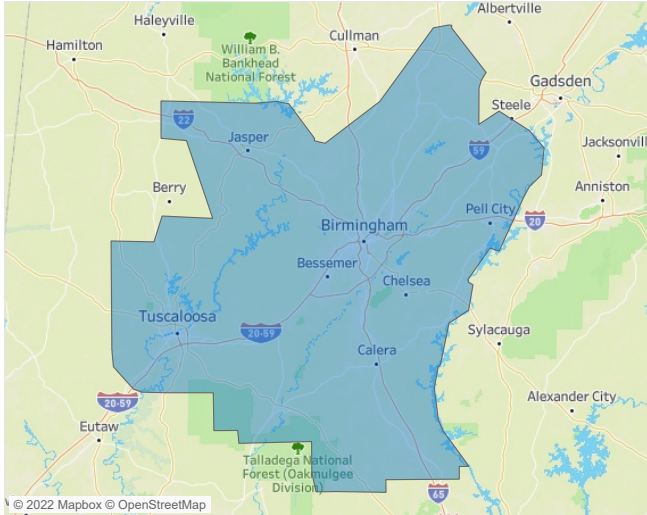 Haleyville
Albertville
Cullman
Hamilton
William B.
Bankhead
National Forest
Gadsden
Steele
22
Jasper
59
Jacksonville
Berry
Anniston
Pell City
20
Birmingham
Bessemer
Chelsea
Tuscaloosa
20-59
Sylacauga
Calera
20-59
Alexander City
Eutaw
Talladega National
Forest (Oakmulgee
Division)
65
© 2022 Mapbox © OpenStreetMap